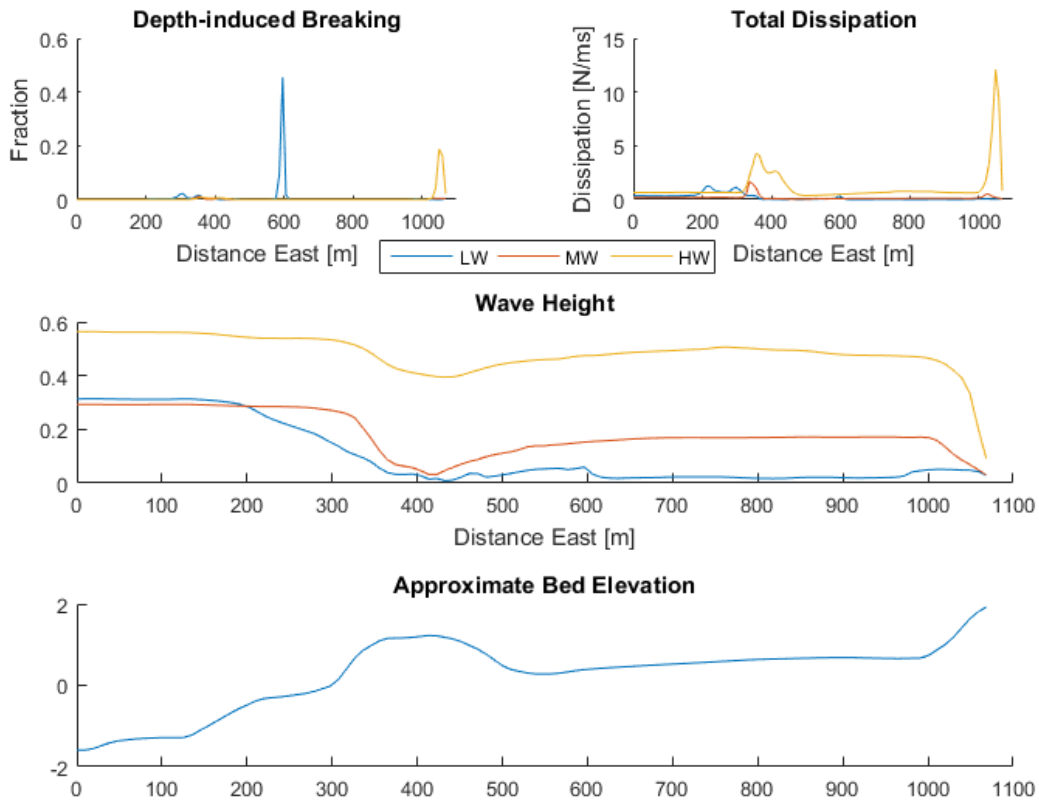 Depth-induced Breaking
Total Dissipation
Fraction
0.6
0.4
0.2
0
0 200 400 600 800 1000
Distance East [m]
Dissipation [N/ms]
15
10
5
0
0 200 400 600 800 1000
Distance East [m]
LW MW HW
Wave Height
0.6
0.4
0.2
0
0 100 200 300 400 500 600 700 800 900 1000 1100
Distance East [m]
Approximate Bed Elevation
2
0
-2
0 100 200 300 400 500 600 700 800 900 1000 1100